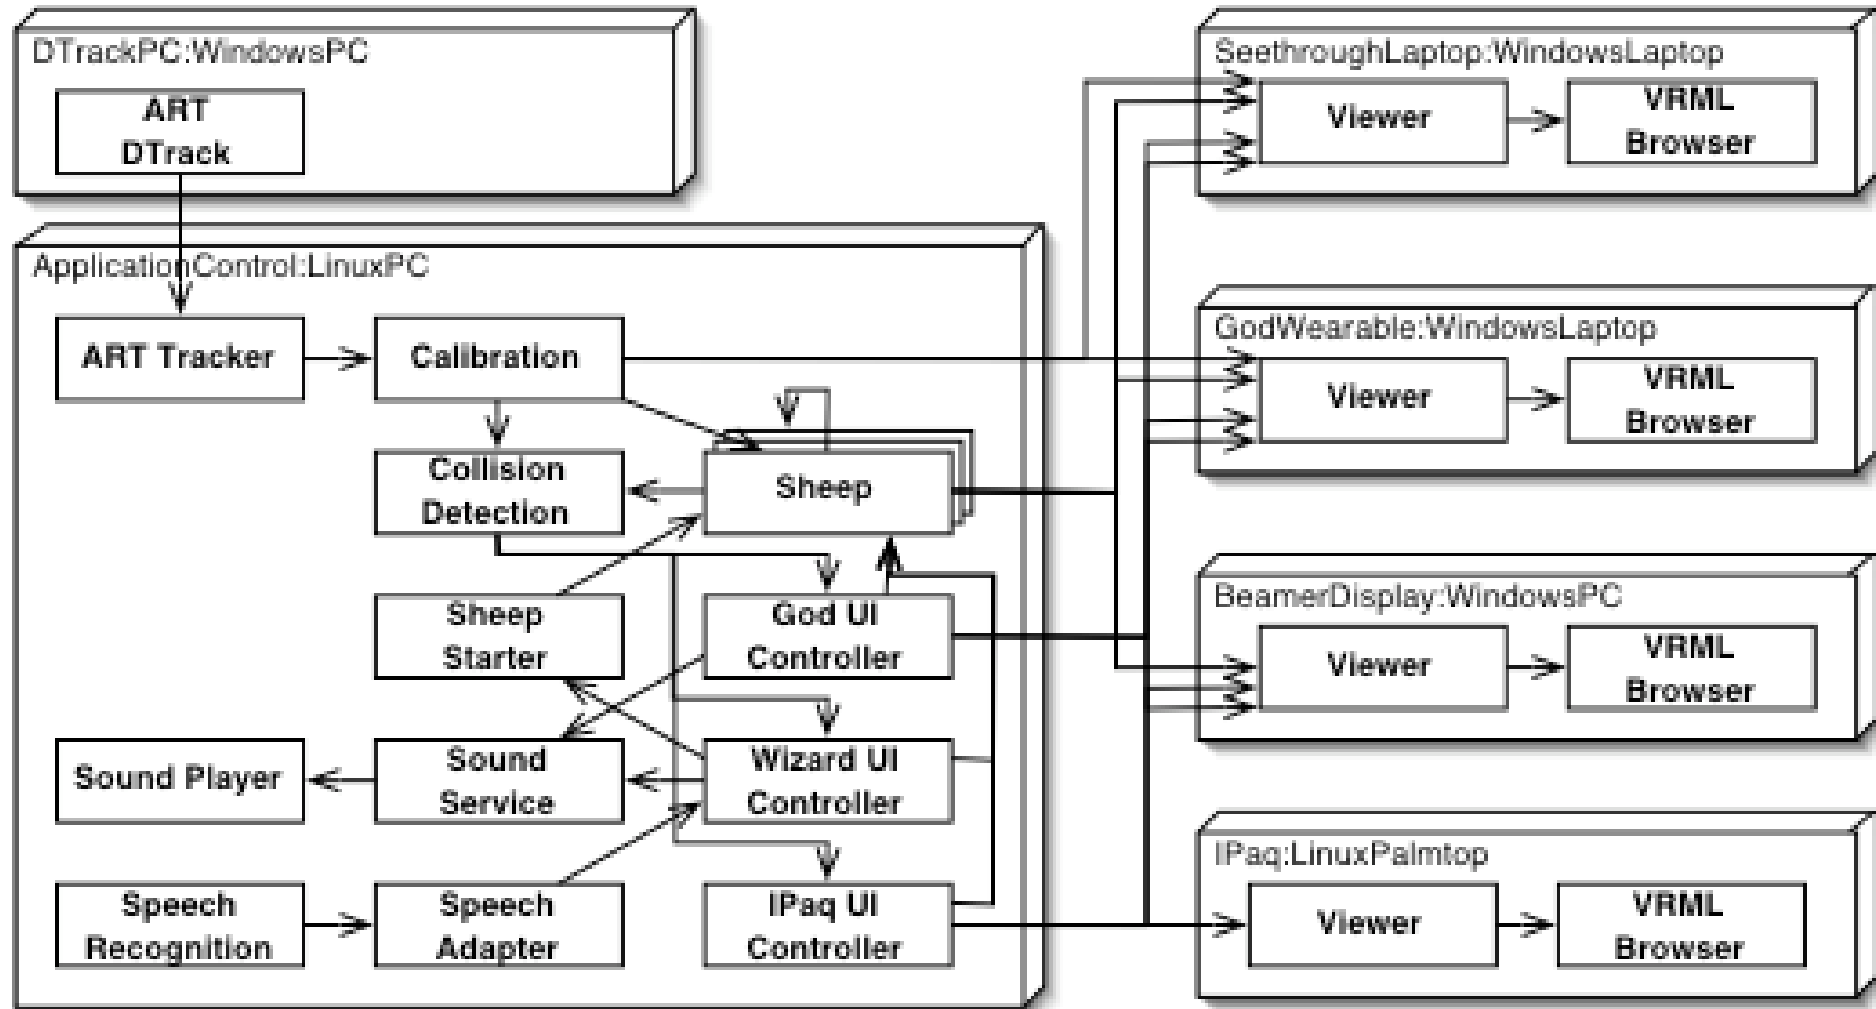 DTrackPC:WindowsPC
ART
DTrack
ApplicationControl:LinuxPC
ART Tracker
Calibration
Collision
Detection
Sheep
Sheep
Starter
God UI
Controller
Sound Player
Sound
Service
Wizard UI
Controller
Speech
Recognition
Speech
Adapter
IPaq UI
Controller
SeethroughLaptop:WindowsLaptop
Viewer
VRML
Browser
GodWearable:WindowsLaptop
Viewer
VRML
Browser
BeamerDisplay:WindowsPC
Viewer
VRML
Browser
IPaq:LinuxPalmtop
Viewer
VRML
Browser